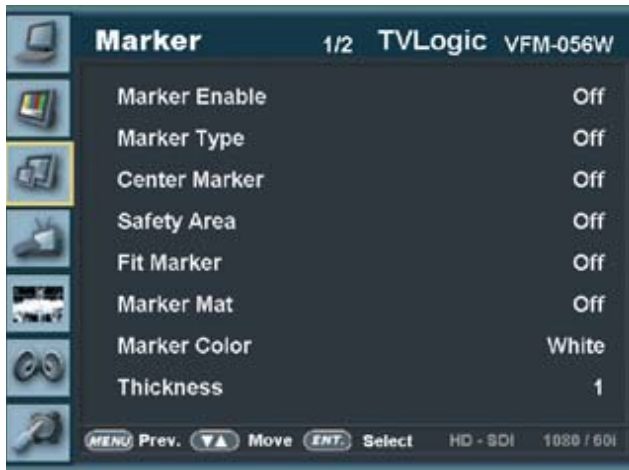 Marker 1/2 TVLogic VFM-056W
Marker Enable Off
Marker Type Off
Center Marker Off
Safety Area Off
Fit Marker Off
Marker Mat Off
Marker Color White
Thickness 1
MENU Prev. ▼▲ Move ENT. Select HD - SDI 1080 / 60i